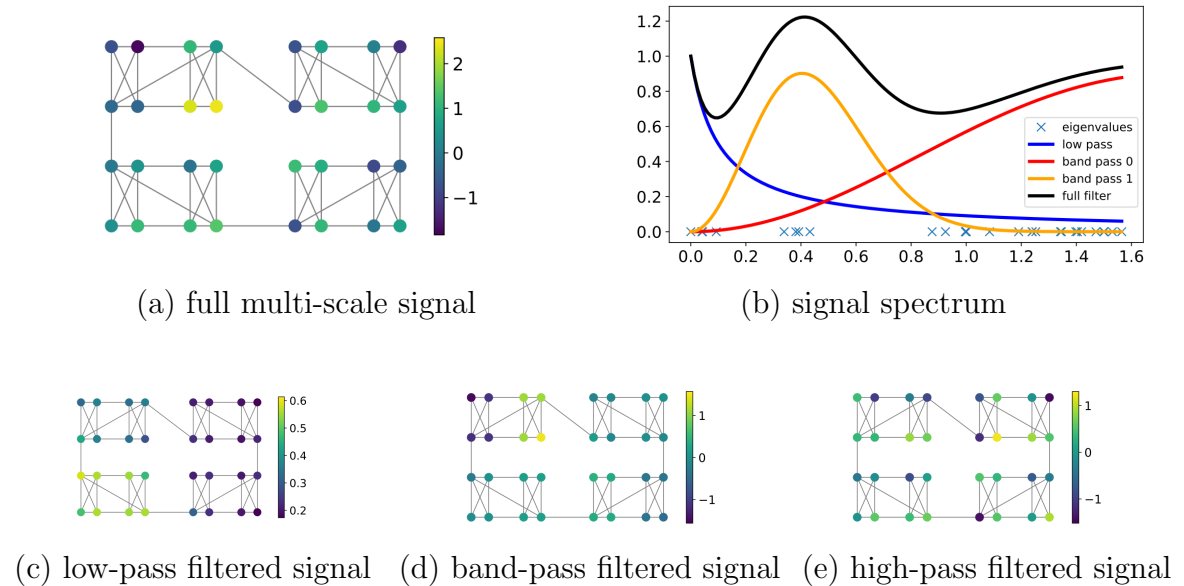 2
1
0
−1
1.2
1.0
0.8
0.6
0.4
0.2
0.0
0.0 0.2 0.4 0.6 0.8 1.0 1.2 1.4 1.6
eigenvalues
low pass
band pass 0
band pass 1
full filter
(a) full multi-scale signal
(b) signal spectrum
0.6
0.5
0.4
0.3
0.2
1
0
−1
1
0
−1
(c) low-pass filtered signal
(d) band-pass filtered signal
(e) high-pass filtered signal